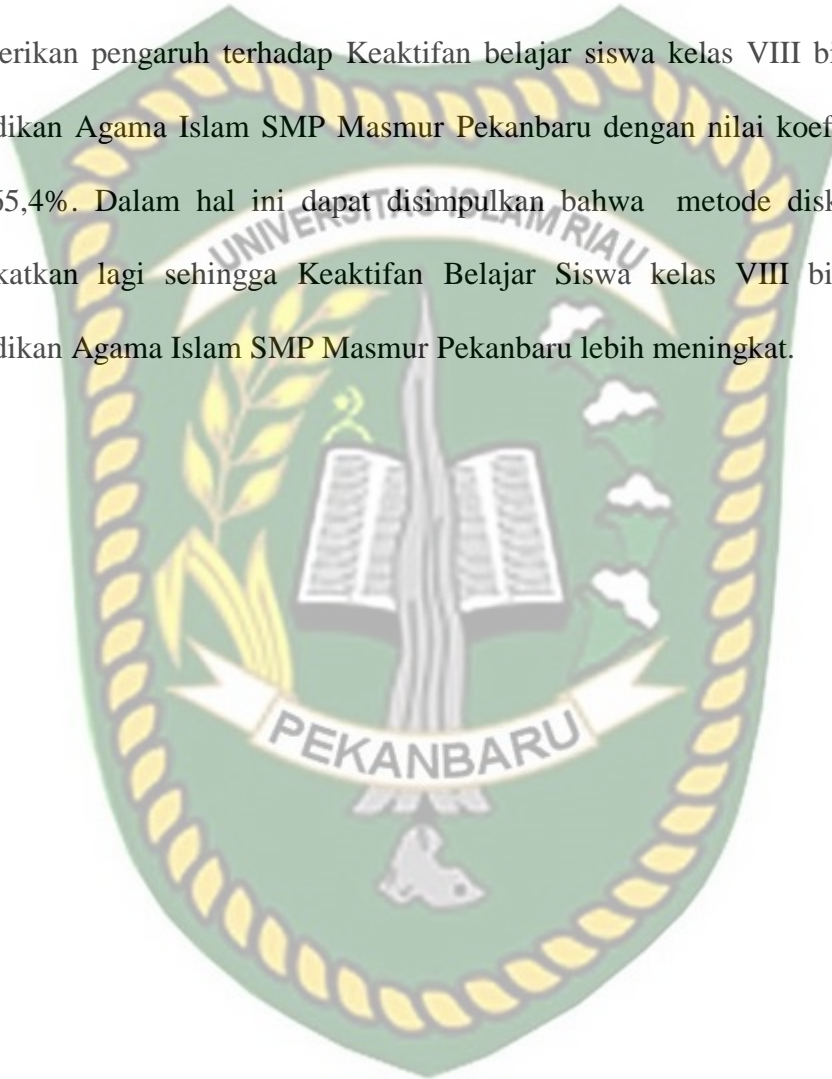 erikan pengaruh terhadap Keaktifan belajar siswa kelas VIII bi
dikan Agama Islam SMP Masmur Pekanbaru dengan nilai koef
65,4%. Dalam hal ini dapat disimpulkan bahwa metode disk
katkan lagi sehingga Keaktifan Belajar Siswa kelas VIII bi
dikan Agama Islam SMP Masmur Pekanbaru lebih meningkat.
UNIVERSITAS ISLAM RIAU
PEKANBARU